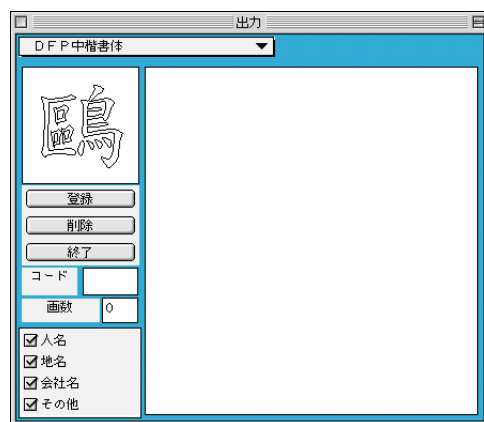 出力
DFP中楷書体
鷗
登録
削除
終了
コード
画数 0
人名
地名
会社名
その他